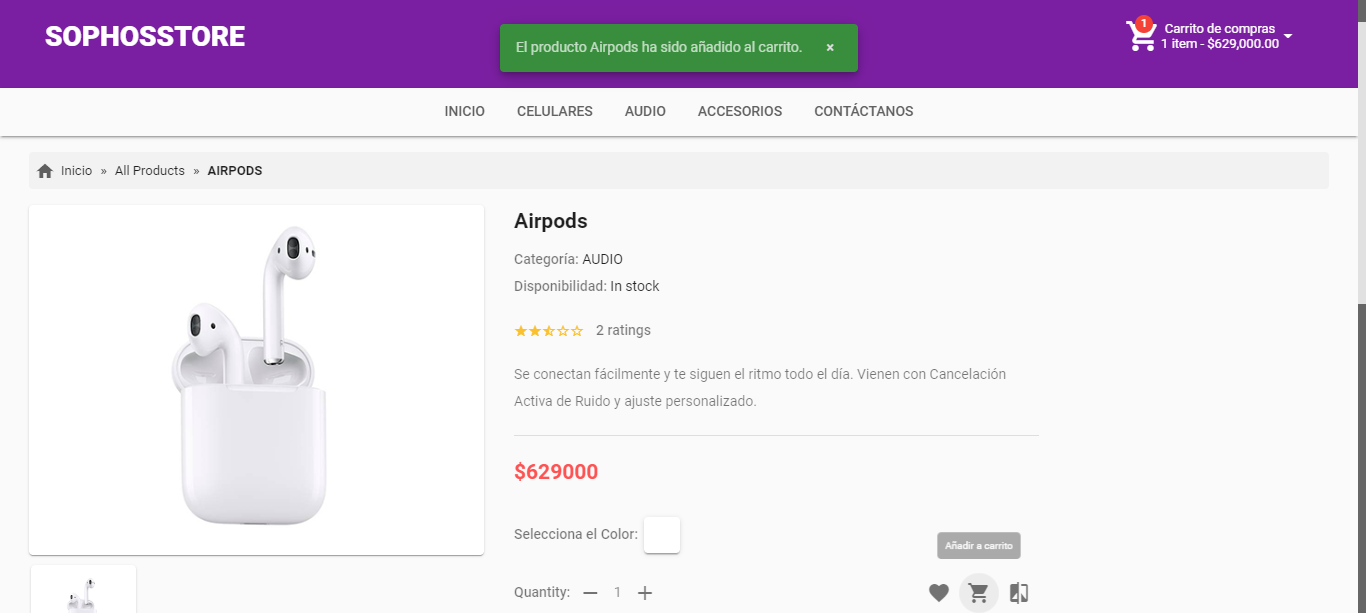 SOPHOSSTORE
El producto Airpods ha sido añadido al carrito. ×
1
Carrito de compras
1 item - $629,000.00
INICIO CELULARES AUDIO ACCESORIOS CONTÁCTANOS
Inicio » All Products » AIRPODS
Airpods
Categoría: AUDIO
Disponibilidad: In stock
2 ratings
Se conectan fácilmente y te siguen el ritmo todo el día. Vienen con Cancelación
Activa de Ruido y ajuste personalizado.
$629000
Selecciona el Color:
Añadir a carrito
Quantity: 1